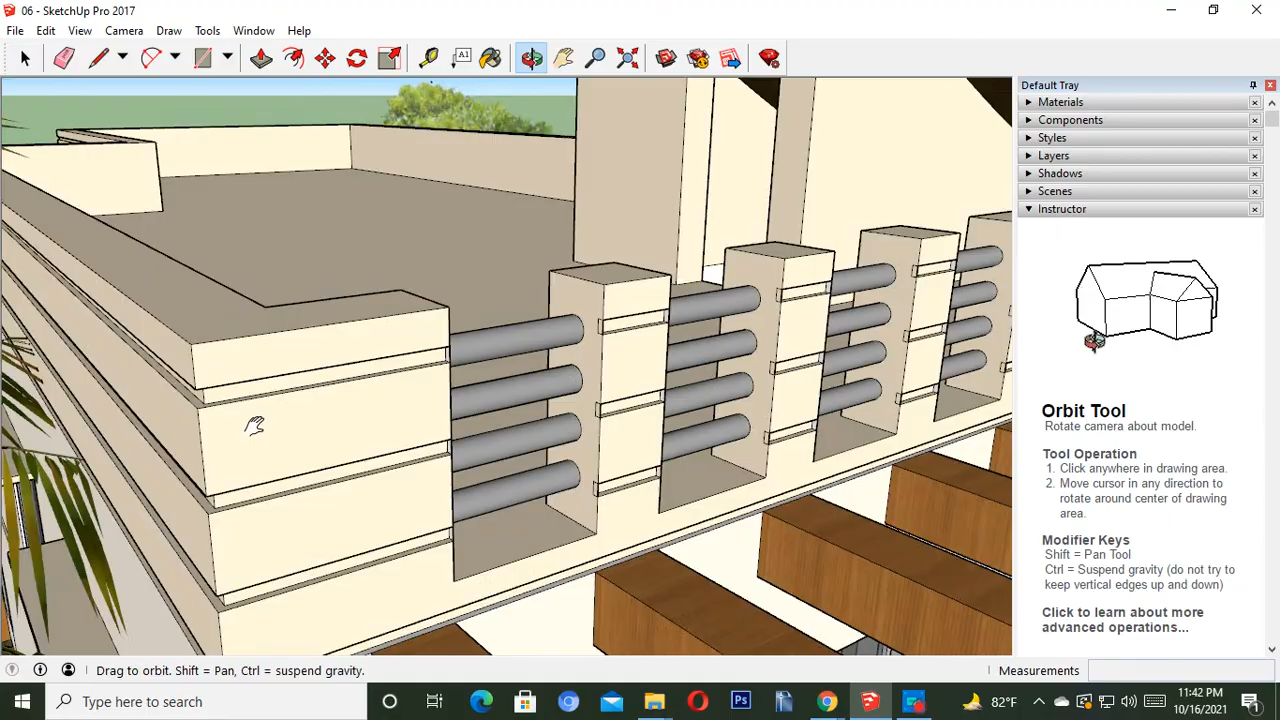 06 - SketchUp Pro 2017
File Edit View Camera Draw Tools Window Help
A1
Default Tray
Materials
Components
Styles
Layers
Shadows
Scenes
Instructor
Orbit Tool
Rotate camera about model.
Tool Operation
1. Click anywhere in drawing area.
2. Move cursor in any direction to
rotate around center of drawing
area.
Modifier Keys
Shift = Pan Tool
Ctrl = Suspend gravity (do not try to
keep vertical edges up and down)
Click to learn about more
advanced operations...
Drag to orbit. Shift = Pan, Ctrl = suspend gravity.
Measurements
Type here to search
Ps
82°F
11:42 PM
10/16/2021
1